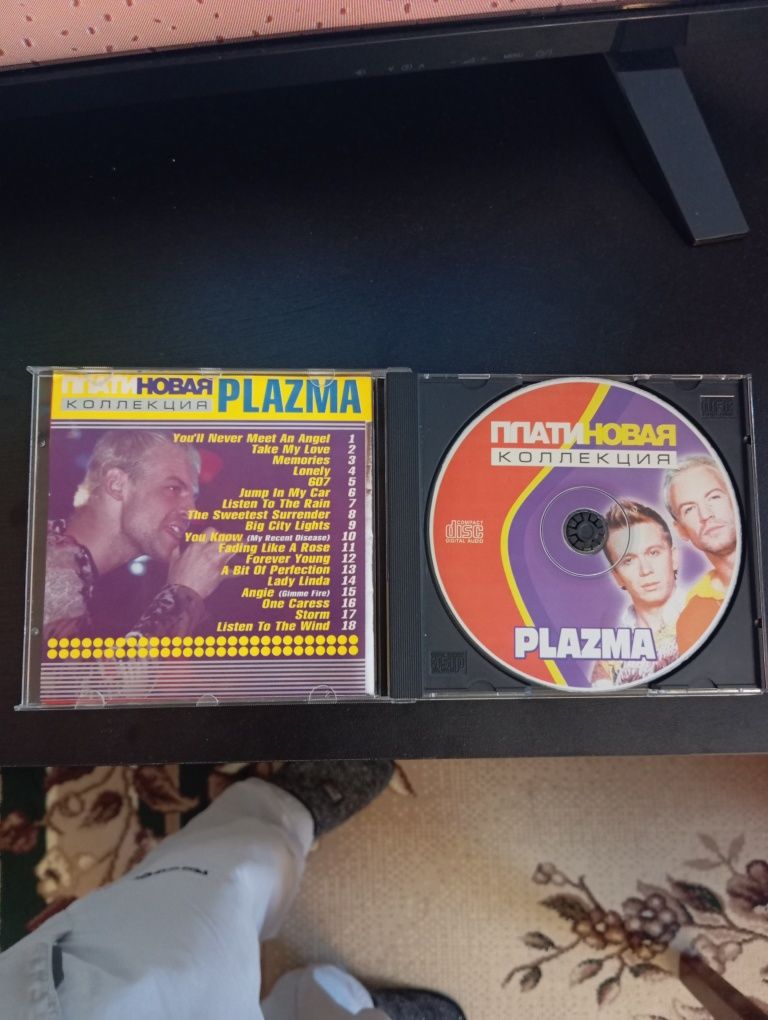 ПЛАТИНОВАЯ
КОЛЛЕКЦИЯ
PLAZMA
You'll Never Meet An Angel 1
Take My Love 2
Memories 3
Lonely 4
607 5
Jump In My Car 6
Listen To The Rain 7
The Sweetest Surrender 8
Big City Lights 9
You Know (My Recent Disease) 10
Fading Like A Rose 11
Forever Young 12
A Bit Of Perfection 13
Lady Linda 14
Angie (Gimme Fire) 15
One Caress 16
Storm 17
Listen To The Wind 18
ПЛАТИНОВАЯ
КОЛЛЕКЦИЯ
COMPACT
disc
DIGITAL AUDIO
PLAZMA